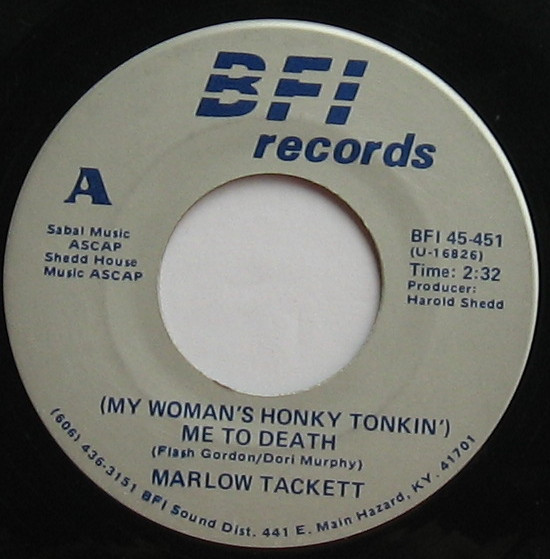 BFI
records
A
Sabal Music
ASCAP
Shedd House
Music ASCAP
BFI 45-451
(U-16826)
Time: 2:32
Producer:
Harold Shedd
(MY WOMAN'S HONKY TONKIN')
ME TO DEATH
(Flash Gordon/Dori Murphy)
MARLOW TACKETT
(606) 436-3151 BFI Sound Dist. 441 E. Main Hazard, KY. 41701